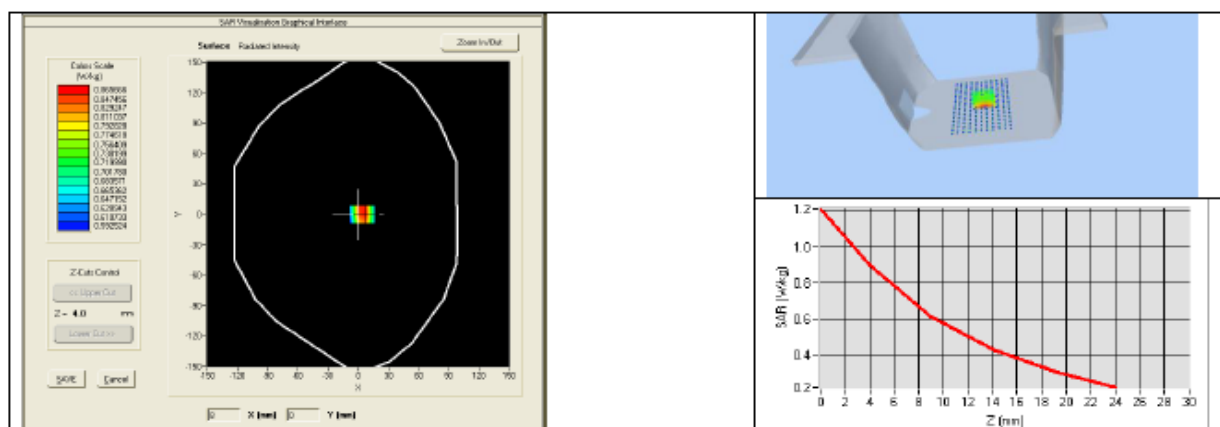 SAR Visualisation Graphical Interface
Surface Radiated Intensity
Zoom In/Out
Colors Scale
(W/kg)
0.847456
0.829247
0.811037
0.792828
0.774618
0.756409
0.738199
0.719990
0.701780
0.683571
0.665362
0.647152
0.628943
0.610733
0.592524
Z-Cuts Control
<< Upper Cut
Z = 4.0 mm
Lower Cut >>
SAVE Cancel
150
120
90
60
30
0
-30
-60
-90
-120
-150
Y
-150 -120 -90 -60 -30 0 30 60 90 120 150
X
0 X (mm) 0 Y (mm)
1.2
1.0
0.8
0.6
0.4
0.2
SAR (W/kg)
0 2 4 6 8 10 12 14 16 18 20 22 24 26 28 30
Z (mm)